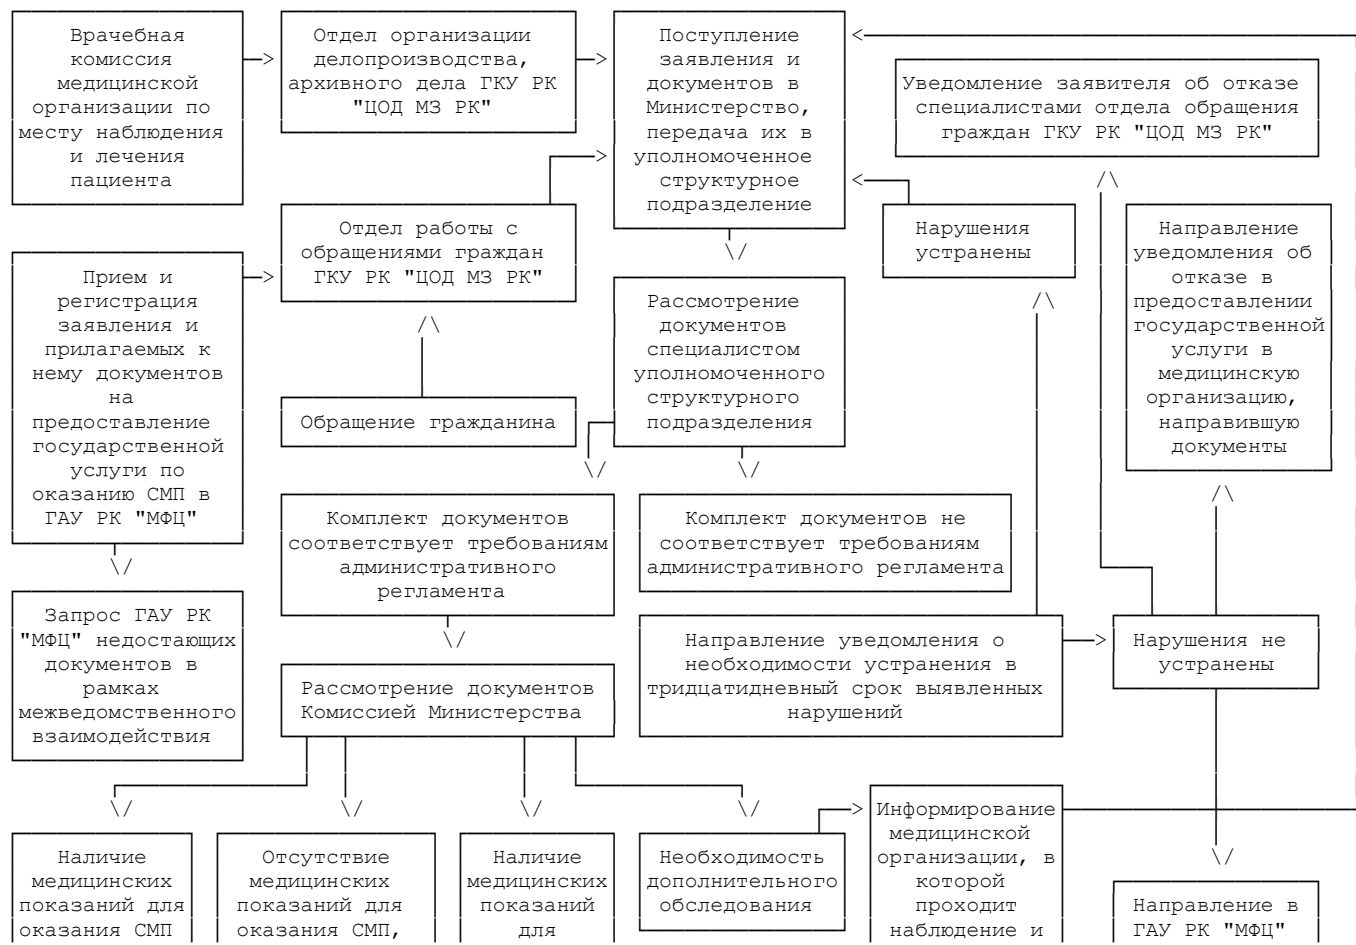 Врачебная
комиссия
медицинской
организации по
месту наблюдения
и лечения
пациента
Отдел организации
делопроизводства,
архивного дела ГКУ РК
"ЦОД МЗ РК"
Поступление
заявления и
документов в
Министерство,
передача их в
уполномоченное
структурное
подразделение
Уведомление заявителя об отказе
специалистами отдела обращения
граждан ГКУ РК "ЦОД МЗ РК"
Отдел работы с
обращениями граждан
ГКУ РК "ЦОД МЗ РК"
Нарушения
устранены
Направление
уведомления об
отказе в
предоставлении
государственной
услуги в
медицинскую
организацию,
направившую
документы
Прием и
регистрация
заявления и
прилагаемых к
нему документов
на
предоставление
государственной
услуги по
оказанию СМП в
ГАУ РК "МФЦ"
Рассмотрение
документов
специалистом
уполномоченного
структурного
подразделения
Обращение гражданина
Комплект документов
соответствует требованиям
административного
регламента
Комплект документов не
соответствует требованиям
административного регламента
Запрос ГАУ РК
"МФЦ" недостающих
документов в
рамках
межведомственного
взаимодействия
Направление уведомления о
необходимости устранения в
тридцатидневный срок выявленных
нарушений
Нарушения не
устранены
Рассмотрение документов
Комиссией Министерства
Наличие
медицинских
показаний для
оказания СМП
Отсутствие
медицинских
показаний для
оказания СМП,
Наличие
медицинских
показаний
для
Необходимость
дополнительного
обследования
Информирование
медицинской
организации, в
которой
проходит
наблюдение и
Направление в
ГАУ РК "МФЦ"